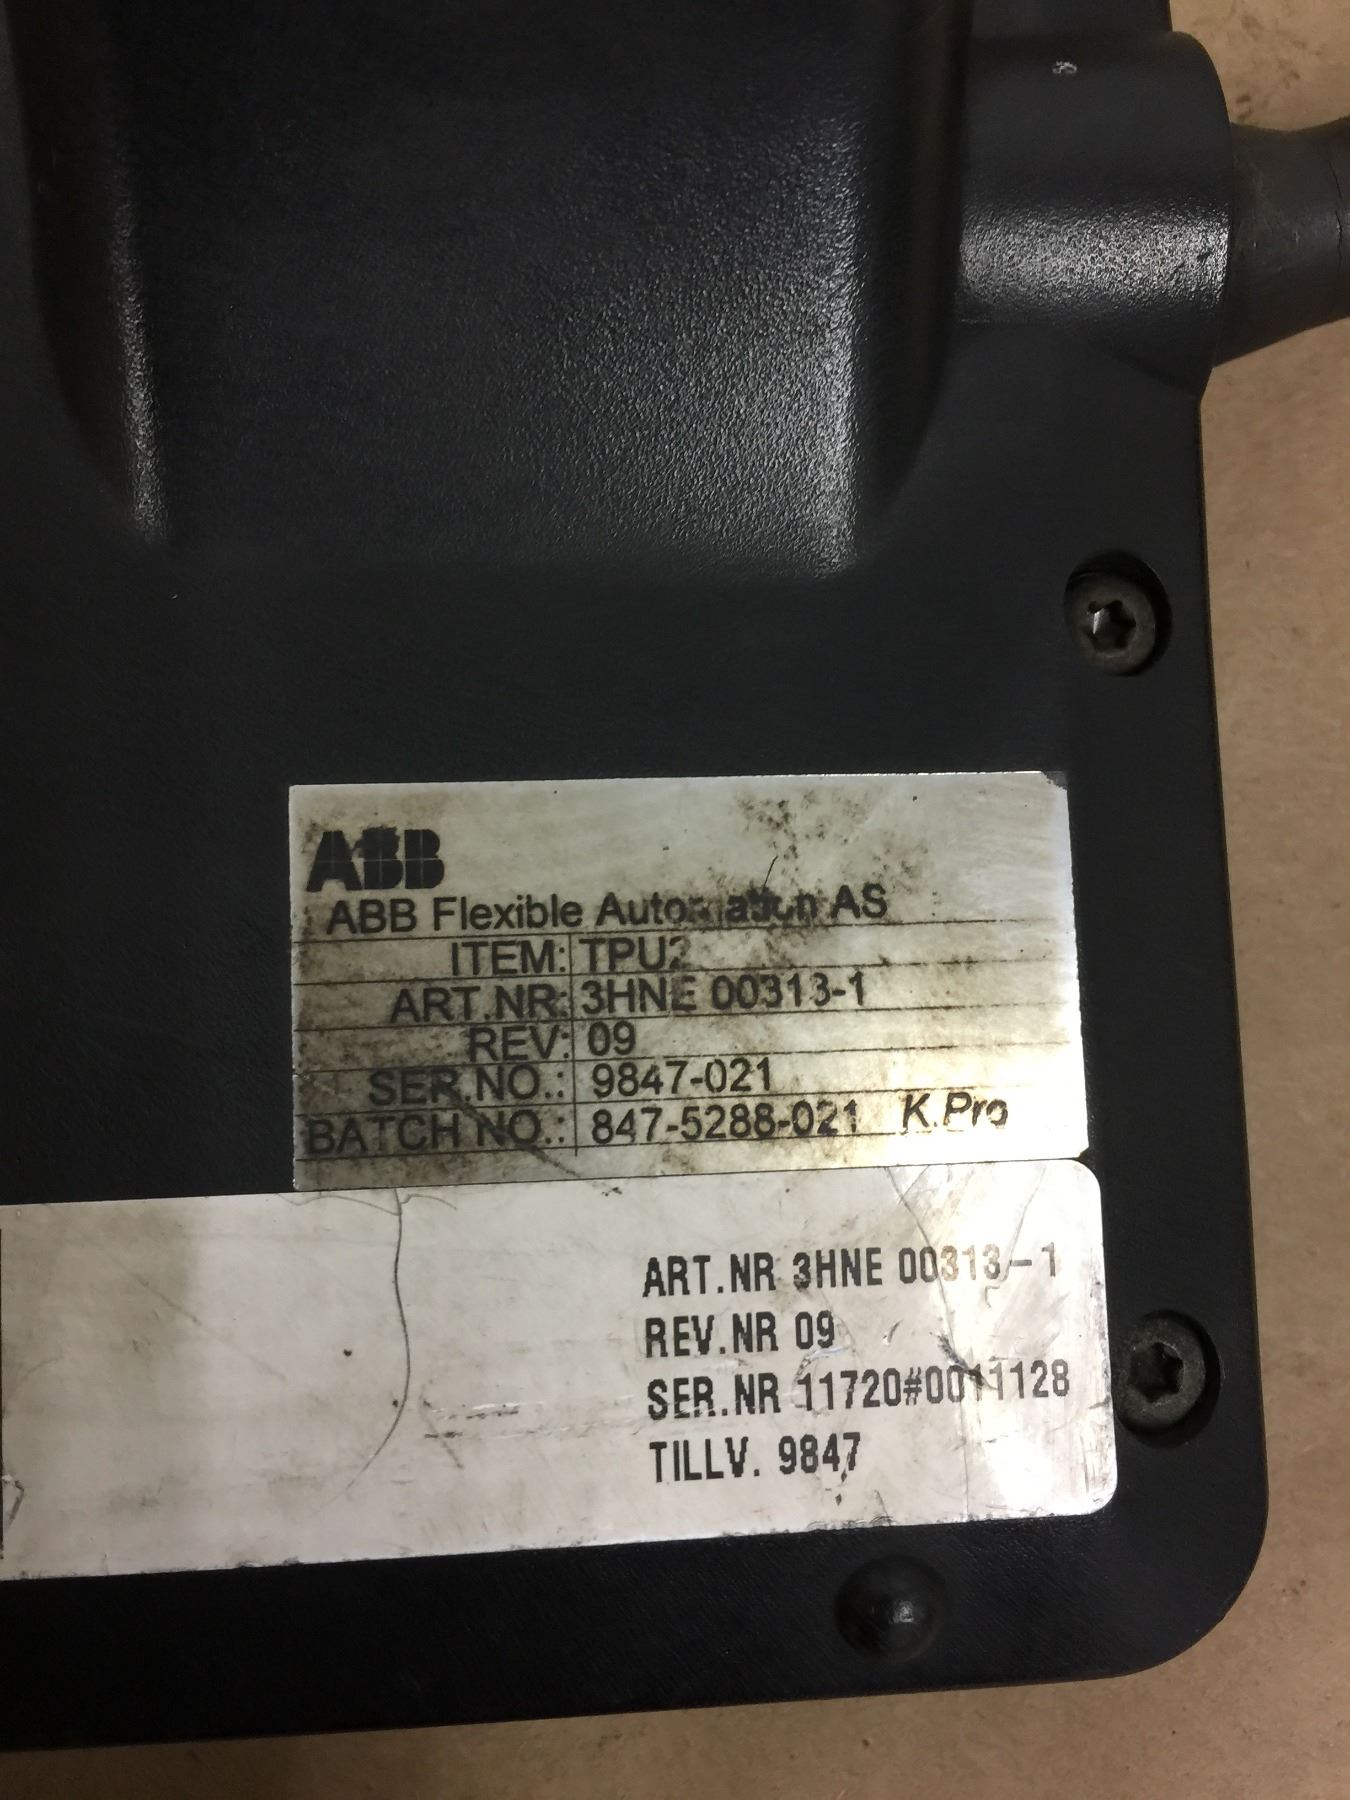 ABB
ABB Flexible Automation AS
ITEM: TPU2
ART.NR: 3HNE 00313-1
REV: 09
SER.NO.: 9847-021
BATCH NO.: 847-5288-021 K.Pro
ART.NR 3HNE 00313-1
REV.NR 09
SER.NR 11720#0011128
TILLV. 9847